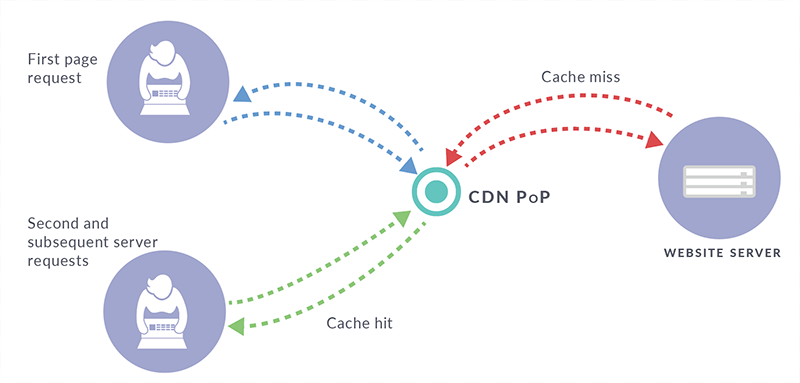 First page
request
Cache miss
CDN PoP
Second and
subsequent server
requests
WEBSITE SERVER
Cache hit